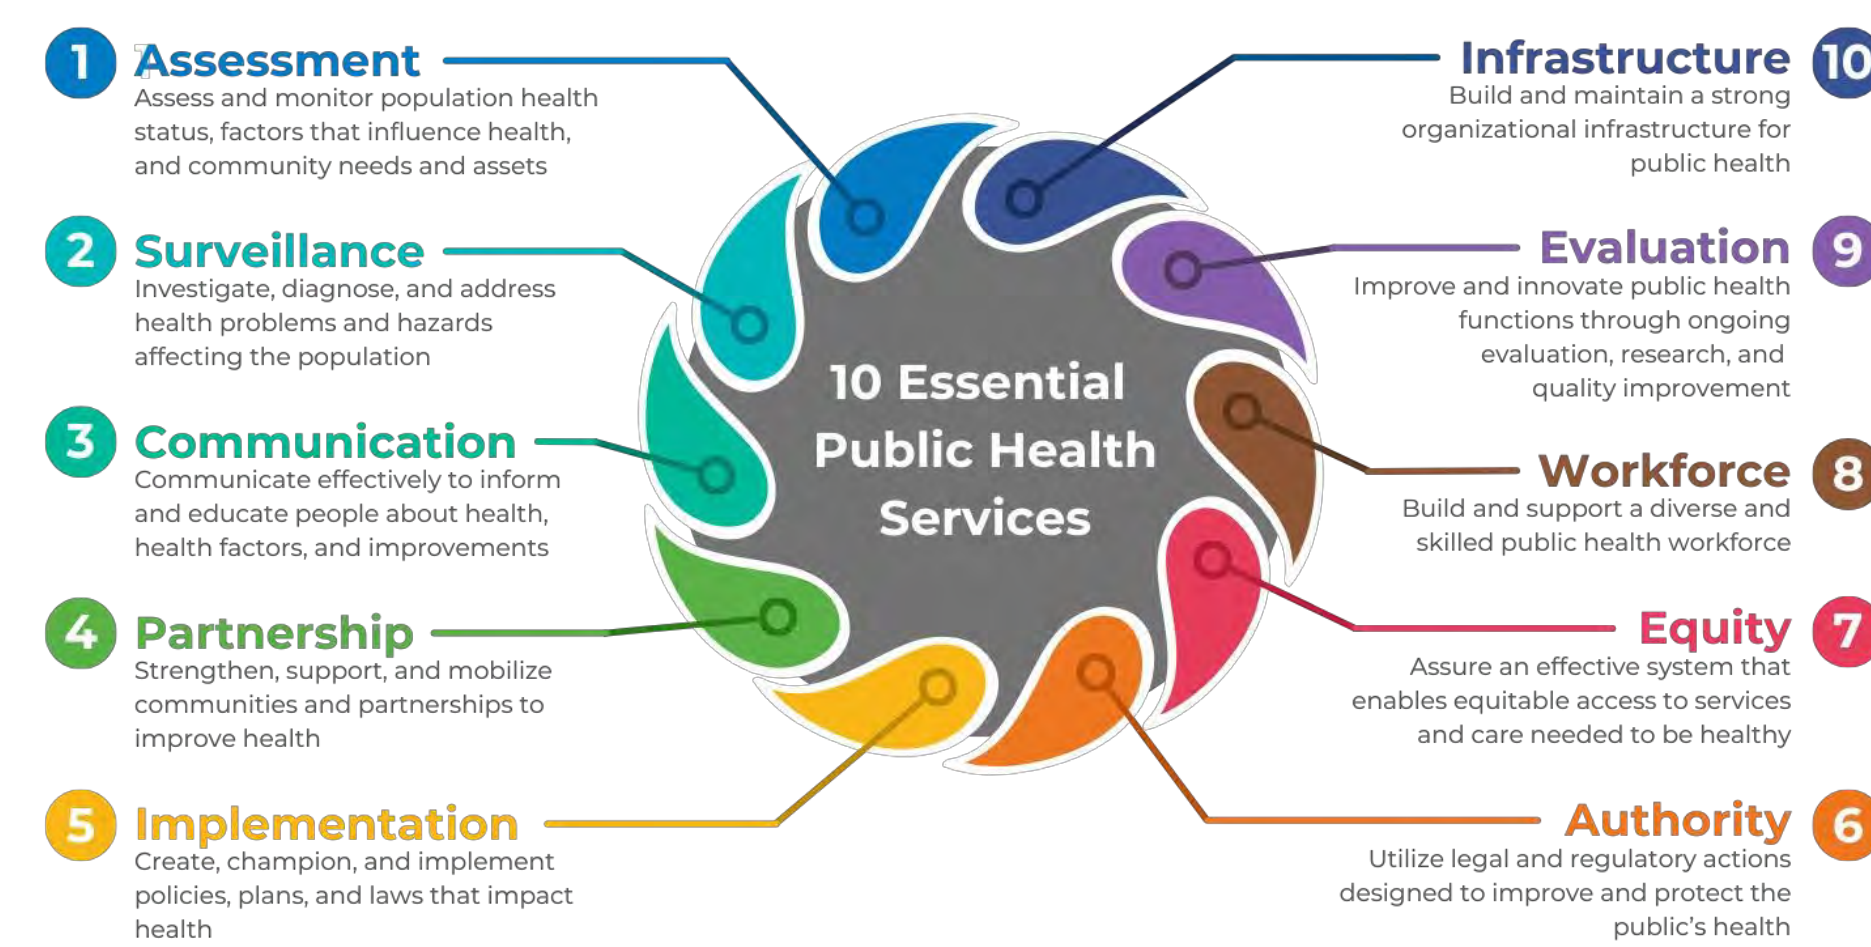 1
Assessment
Assess and monitor population health
status, factors that influence health,
and community needs and assets
2
Surveillance
Investigate, diagnose, and address
health problems and hazards
affecting the population
3
Communication
Communicate effectively to inform
and educate people about health,
health factors, and improvements
4
Partnership
Strengthen, support, and mobilize
communities and partnerships to
improve health
5
Implementation
Create, champion, and implement
policies, plans, and laws that impact
health
10 Essential
Public Health
Services
Infrastructure
10
Build and maintain a strong
organizational infrastructure for
public health
Evaluation
9
Improve and innovate public health
functions through ongoing
evaluation, research, and
quality improvement
Workforce
8
Build and support a diverse and
skilled public health workforce
Equity
7
Assure an effective system that
enables equitable access to services
and care needed to be healthy
Authority
6
Utilize legal and regulatory actions
designed to improve and protect the
public's health